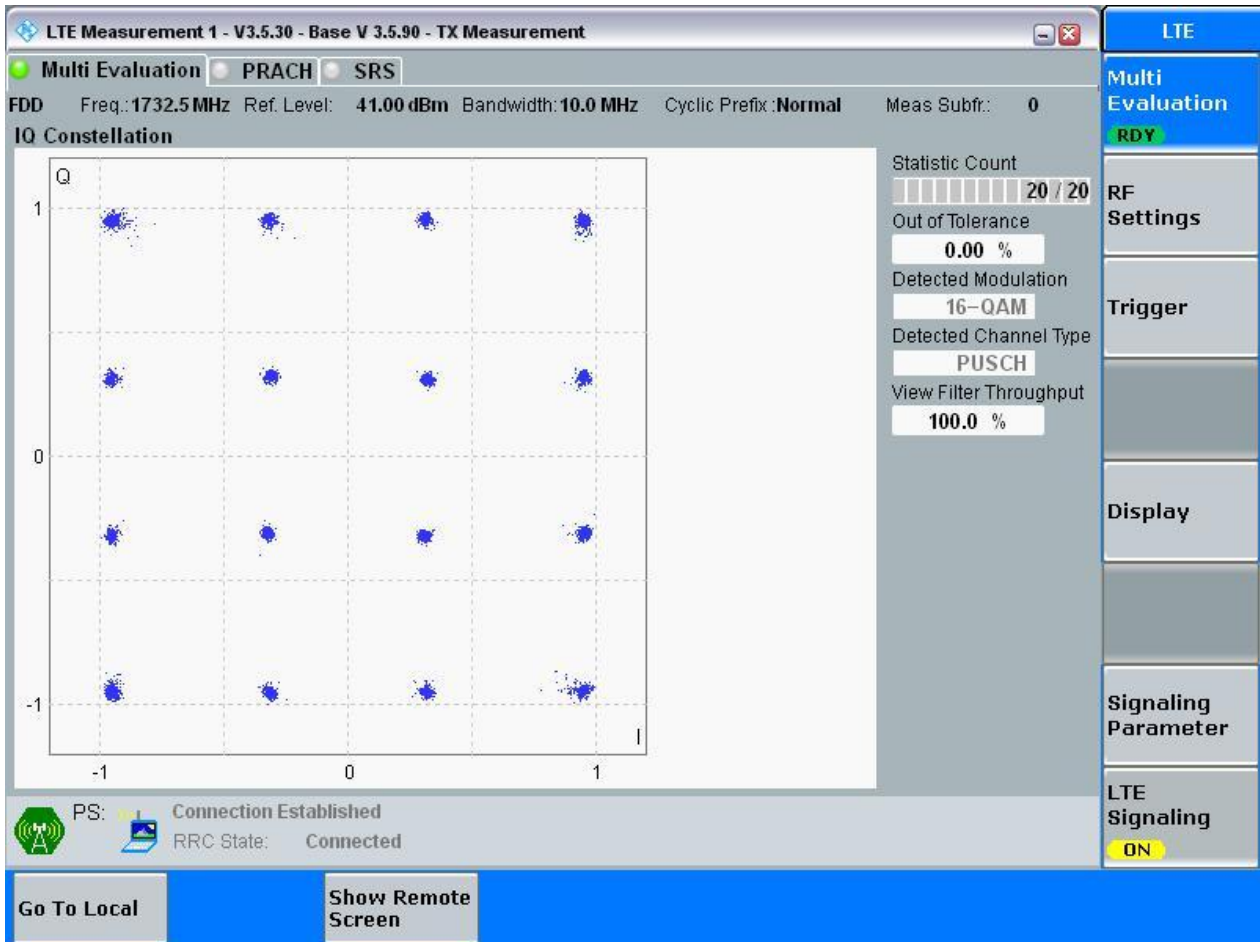 LTE Measurement 1 - V3.5.30 - Base V 3.5.90 - TX Measurement
LTE
Multi Evaluation PRACH SRS
FDD Freq.: 1732.5 MHz Ref. Level: 41.00 dBm Bandwidth: 10.0 MHz Cyclic Prefix : Normal Meas Subfr.: 0
IQ Constellation
Q
1
0
-1
-1 0 1
I
Statistic Count
20 / 20
Out of Tolerance
0.00 %
Detected Modulation
16-QAM
Detected Channel Type
PUSCH
View Filter Throughput
100.0 %
Multi
Evaluation
RDY
RF
Settings
Trigger
Display
Signaling
Parameter
LTE
Signaling
ON
PS: Connection Established
RRC State: Connected
Go To Local
Show Remote
Screen